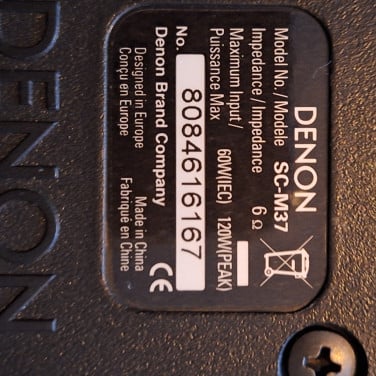 DENON
DENON
Model No. / Modèle SC-M37
Impedance / Impedance 6 Ω
Maximum Input / 60W(IEC) 120W(PEAK)
Puissance Max
No. 8084616167
Denon Brand Company
Designed in Europe Made in China
Conçu en Europe Fabriqué en Chine
CE